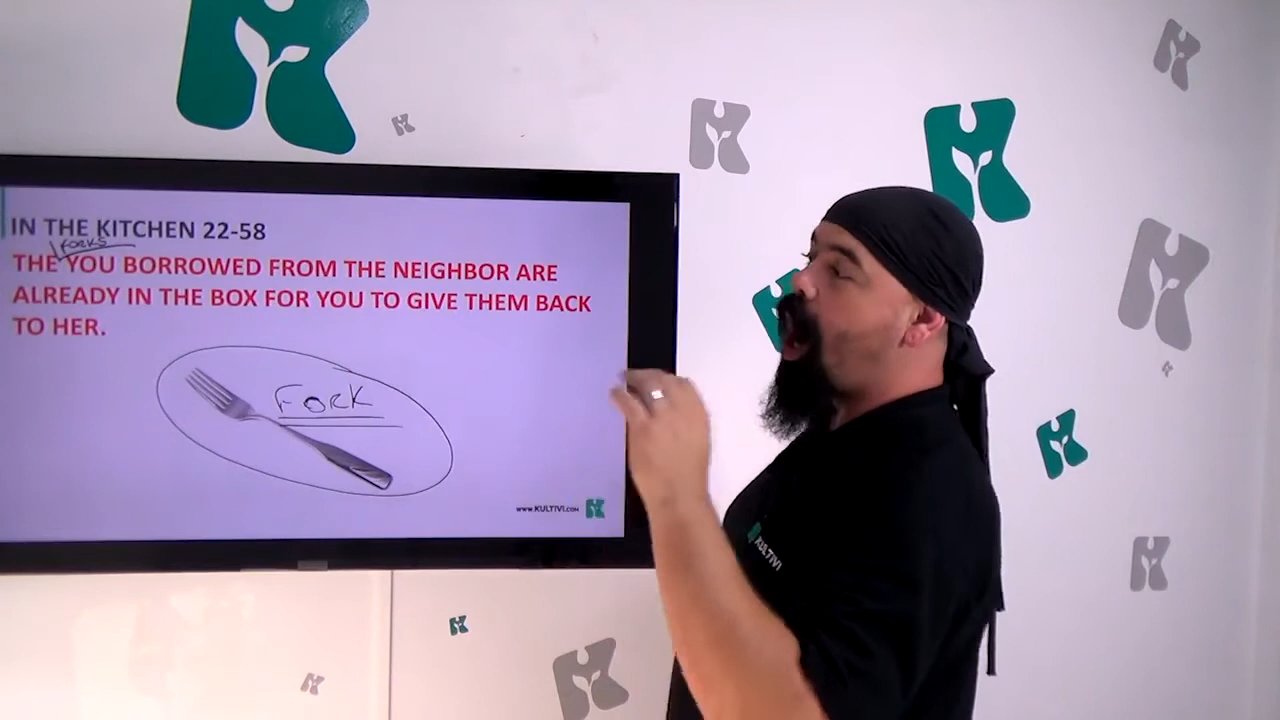 IN THE KITCHEN 22-58
FORKS
THE YOU BORROWED FROM THE NEIGHBOR ARE
ALREADY IN THE BOX FOR YOU TO GIVE THEM BACK
TO HER.
FORK
WWW.KULTIVI.COM
KULTIVI